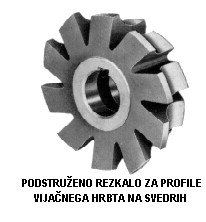 PODSTRUŽENO REZKALO ZA PROFILE
VIJAČNEGA HRBTA NA SVEDRIH